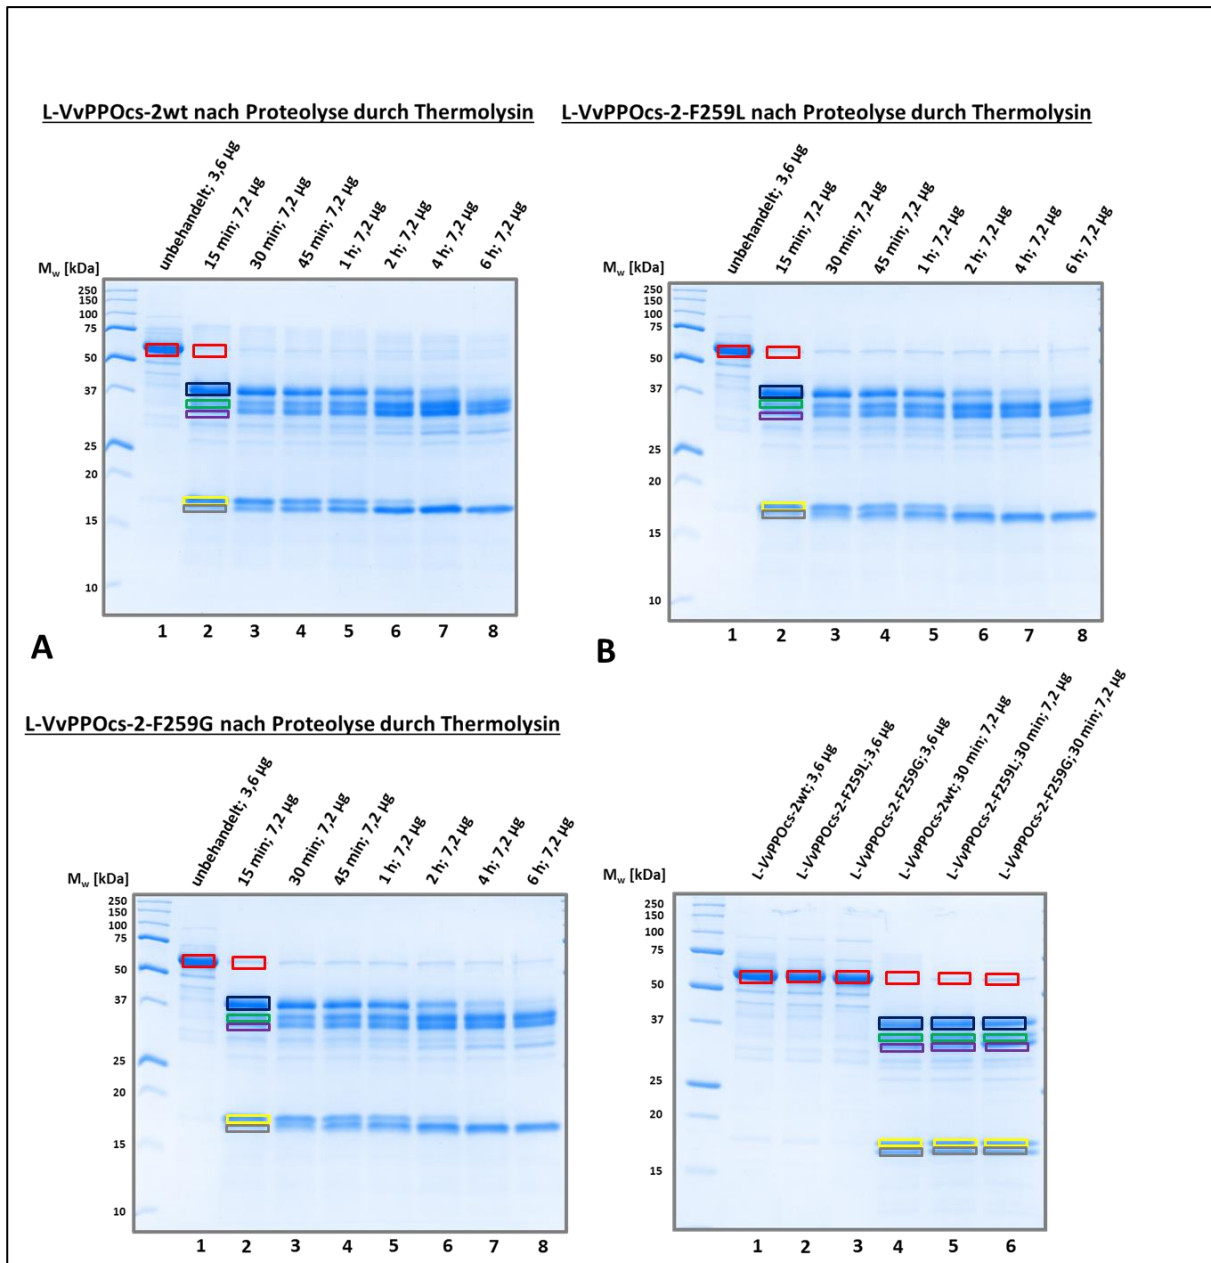 L-VvPPOcs-2wt nach Proteolyse durch Thermolysin
unbehandelt; 3,6 µg
15 min; 7,2 µg
30 min; 7,2 µg
45 min; 7,2 µg
1 h; 7,2 µg
2 h; 7,2 µg
4 h; 7,2 µg
6 h; 7,2 µg
Mw [kDa]
250
150
100
75
50
37
25
20
15
10
1 2 3 4 5 6 7 8
A
L-VvPPOcs-2-F259L nach Proteolyse durch Thermolysin
unbehandelt; 3,6 µg
15 min; 7,2 µg
30 min; 7,2 µg
45 min; 7,2 µg
1 h; 7,2 µg
2 h; 7,2 µg
4 h; 7,2 µg
6 h; 7,2 µg
Mw [kDa]
250
150
100
75
50
37
25
20
15
10
1 2 3 4 5 6 7 8
B
L-VvPPOcs-2-F259G nach Proteolyse durch Thermolysin
unbehandelt; 3,6 µg
15 min; 7,2 µg
30 min; 7,2 µg
45 min; 7,2 µg
1 h; 7,2 µg
2 h; 7,2 µg
4 h; 7,2 µg
6 h; 7,2 µg
Mw [kDa]
250
150
100
75
50
37
25
20
15
10
1 2 3 4 5 6 7 8
L-VvPPOcs-2wt; 3,6 µg
L-VvPPOcs-2-F259L; 3,6 µg
L-VvPPOcs-2-F259G; 3,6 µg
L-VvPPOcs-2wt; 30 min; 7,2 µg
L-VvPPOcs-2-F259L; 30 min; 7,2 µg
L-VvPPOcs-2-F259G; 30 min; 7,2 µg
Mw [kDa]
250
150
100
75
50
37
25
20
15
1 2 3 4 5 6